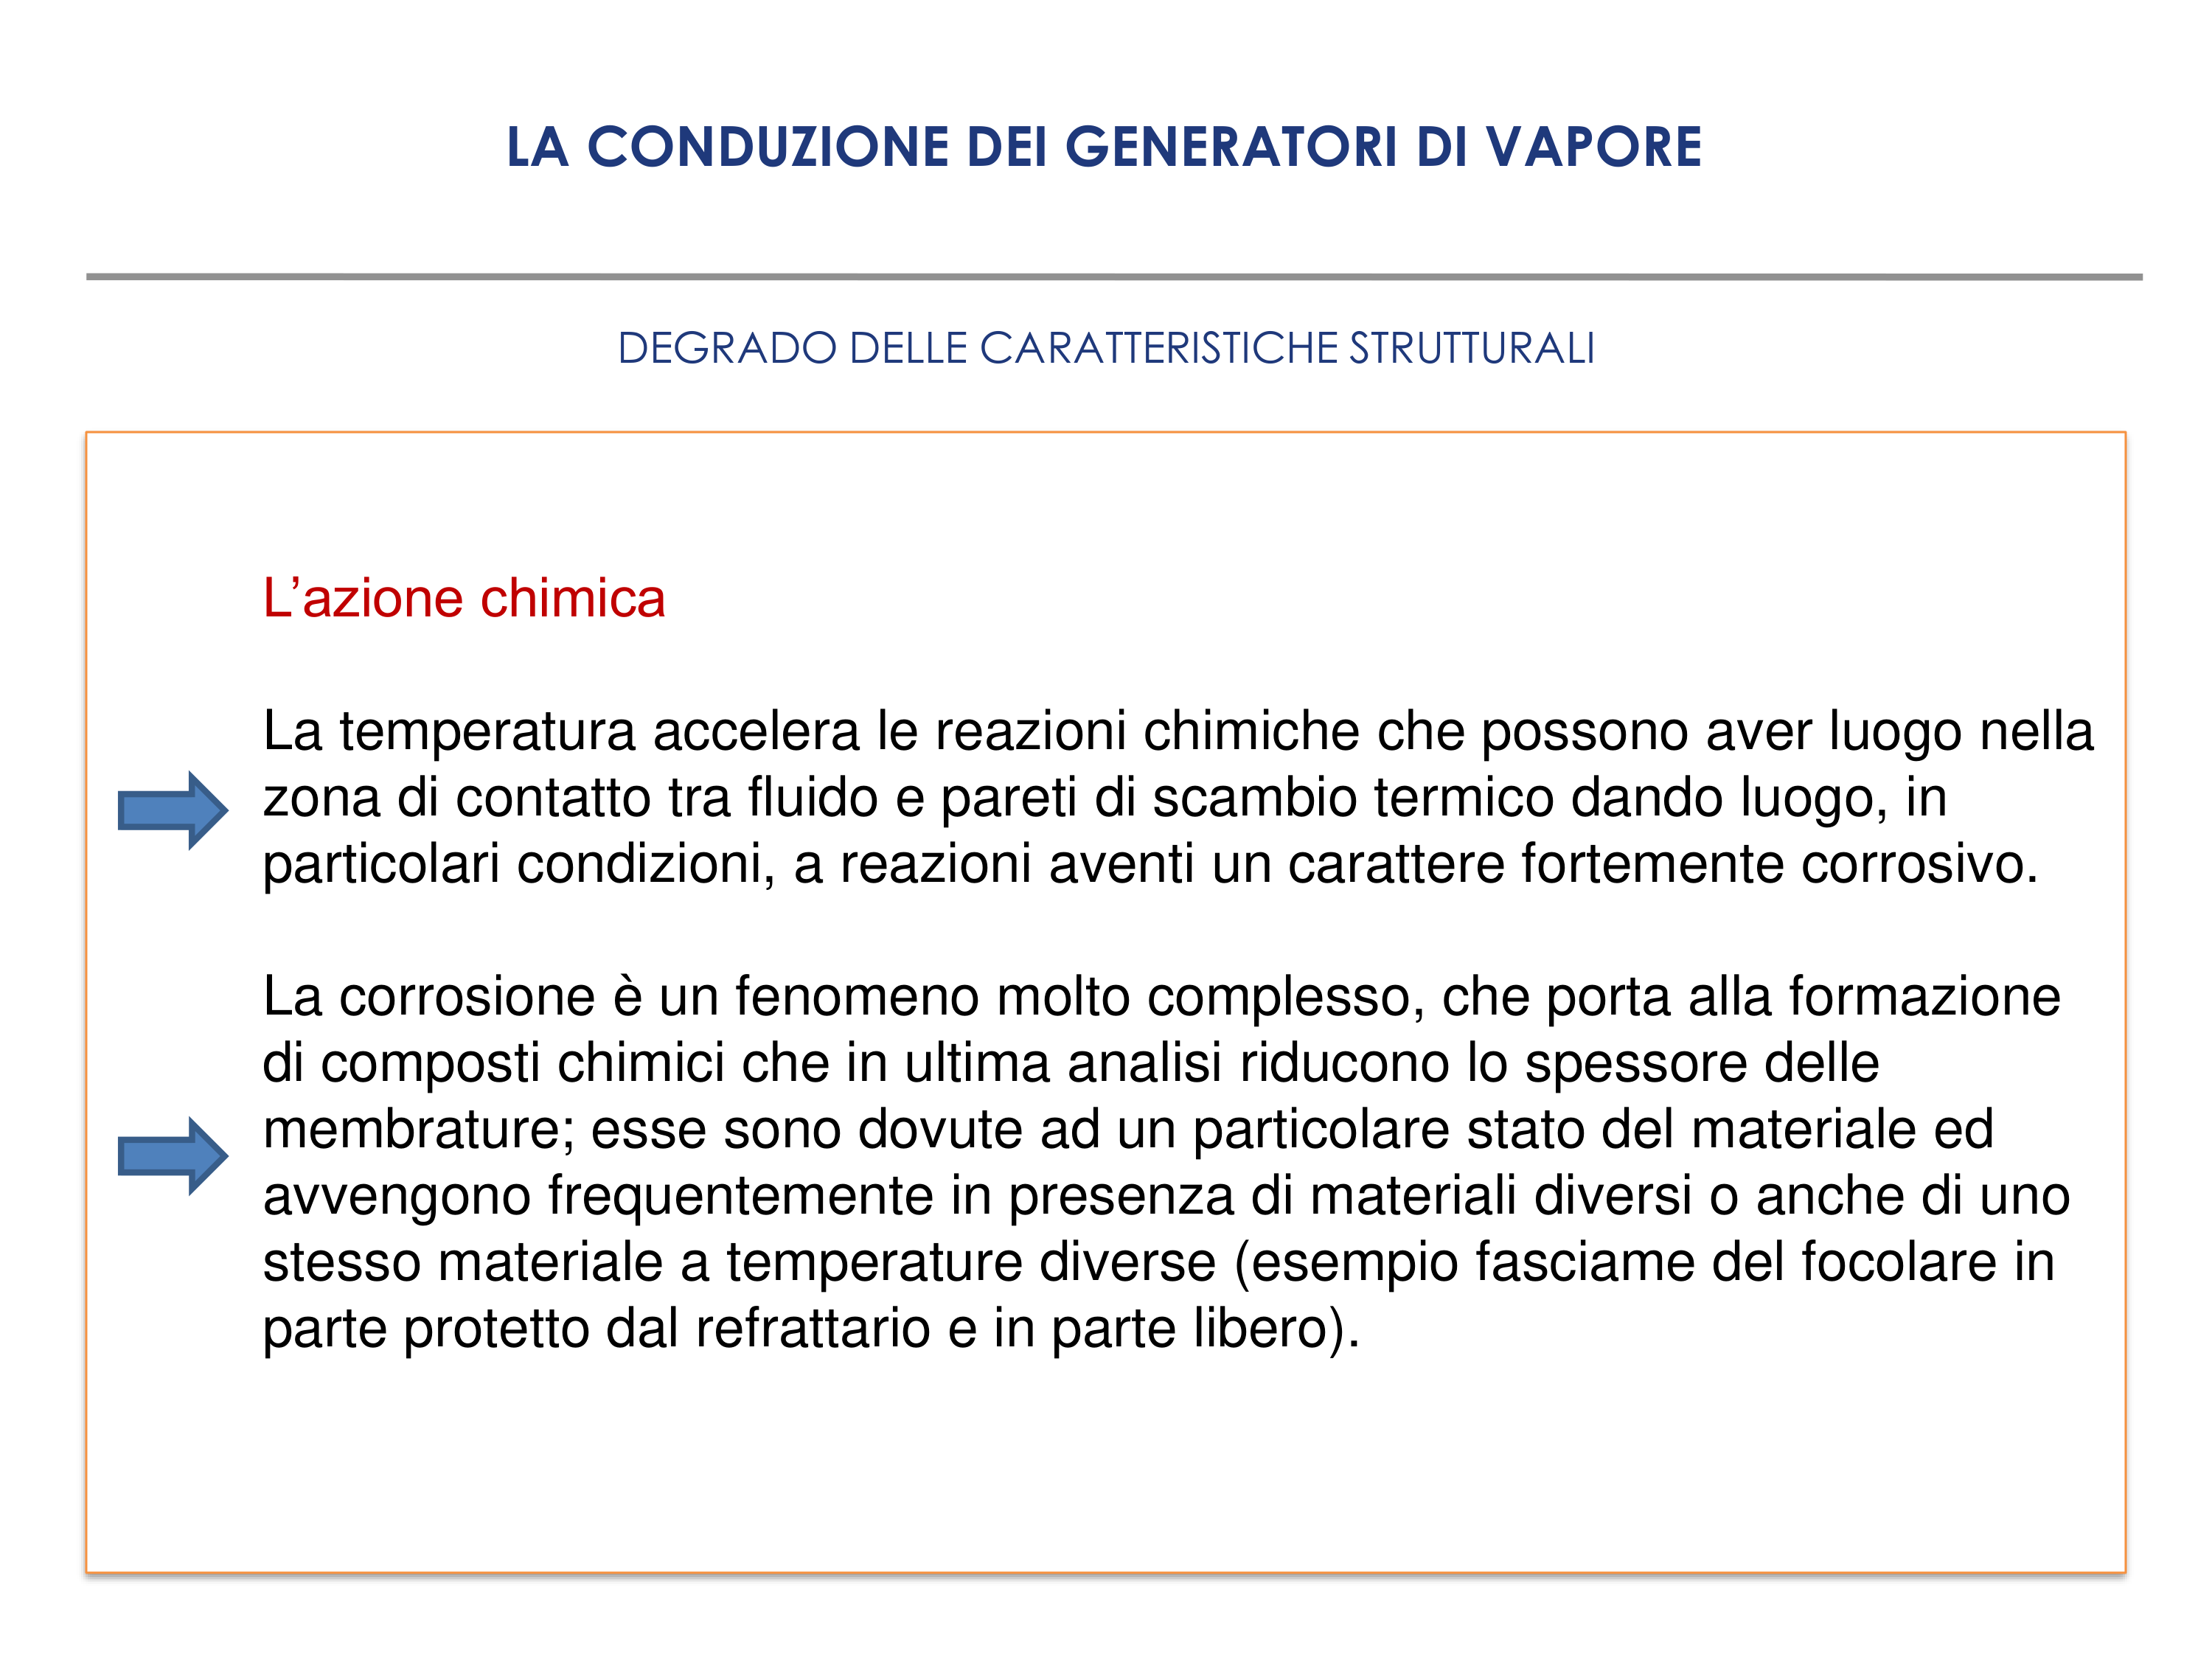 LA CONDUZIONE DEI GENERATORI DI VAPORE
DEGRADO DELLE CARATTERISTICHE STRUTTURALI
L’azione chimica
La temperatura accelera le reazioni chimiche che possono aver luogo nella
zona di contatto tra fluido e pareti di scambio termico dando luogo, in
particolari condizioni, a reazioni aventi un carattere fortemente corrosivo.
La corrosione è un fenomeno molto complesso, che porta alla formazione
di composti chimici che in ultima analisi riducono lo spessore delle
membrature; esse sono dovute ad un particolare stato del materiale ed
avvengono frequentemente in presenza di materiali diversi o anche di uno
stesso materiale a temperature diverse (esempio fasciame del focolare in
parte protetto dal refrattario e in parte libero).